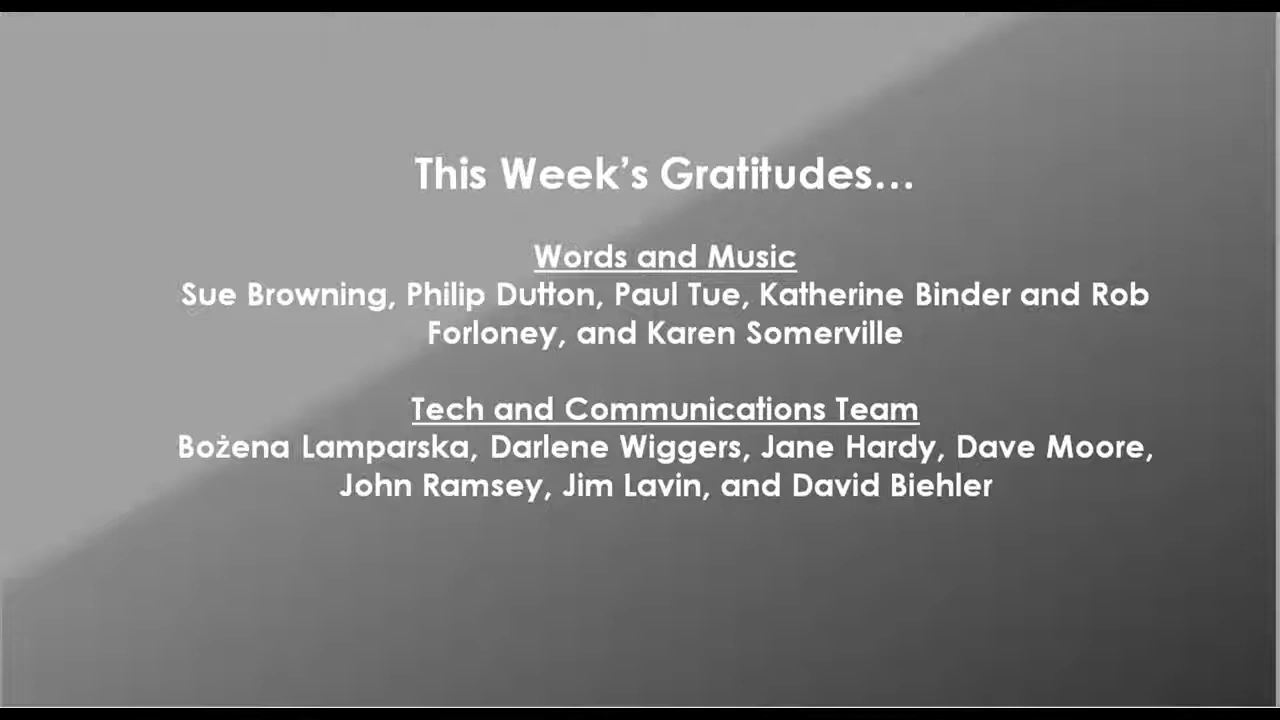 This Week’s Gratitudes...
Words and Music
Sue Browning, Philip Dutton, Paul Tue, Katherine Binder and Rob
Forloney, and Karen Somerville
Tech and Communications Team
Bożena Lamparska, Darlene Wiggers, Jane Hardy, Dave Moore,
John Ramsey, Jim Lavin, and David Biehler